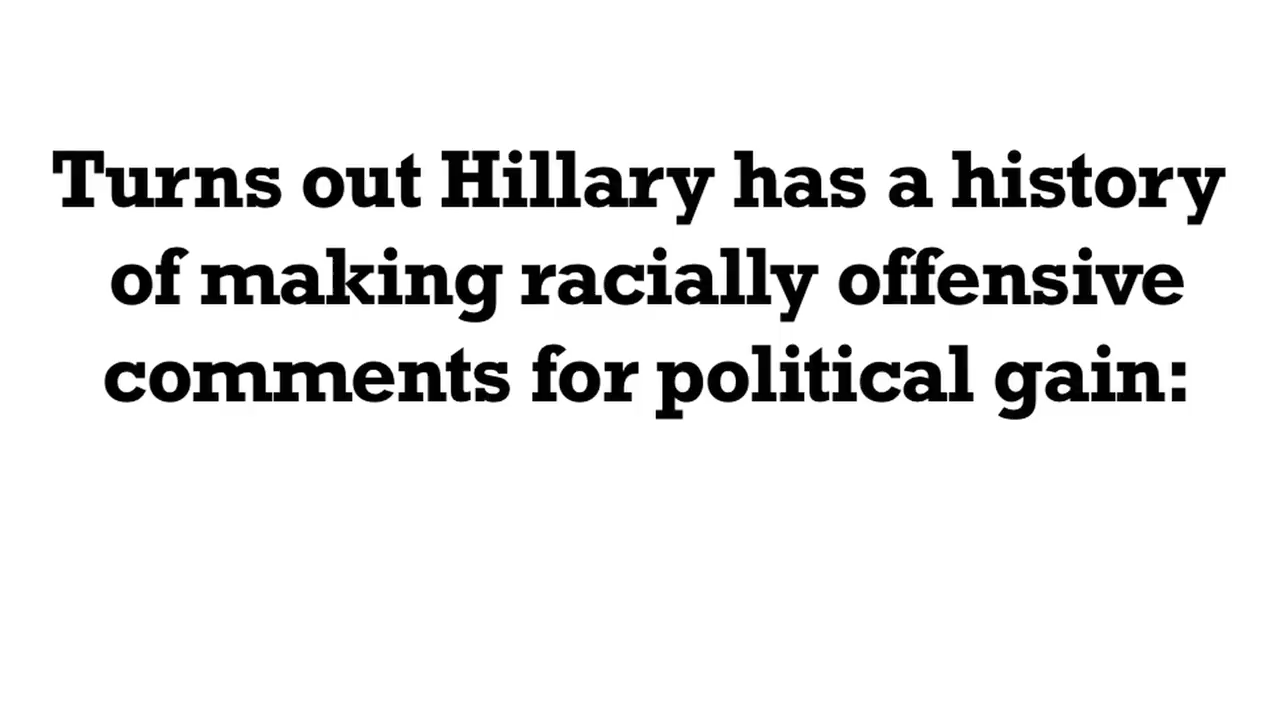 Turns out Hillary has a history
of making racially offensive
comments for political gain: